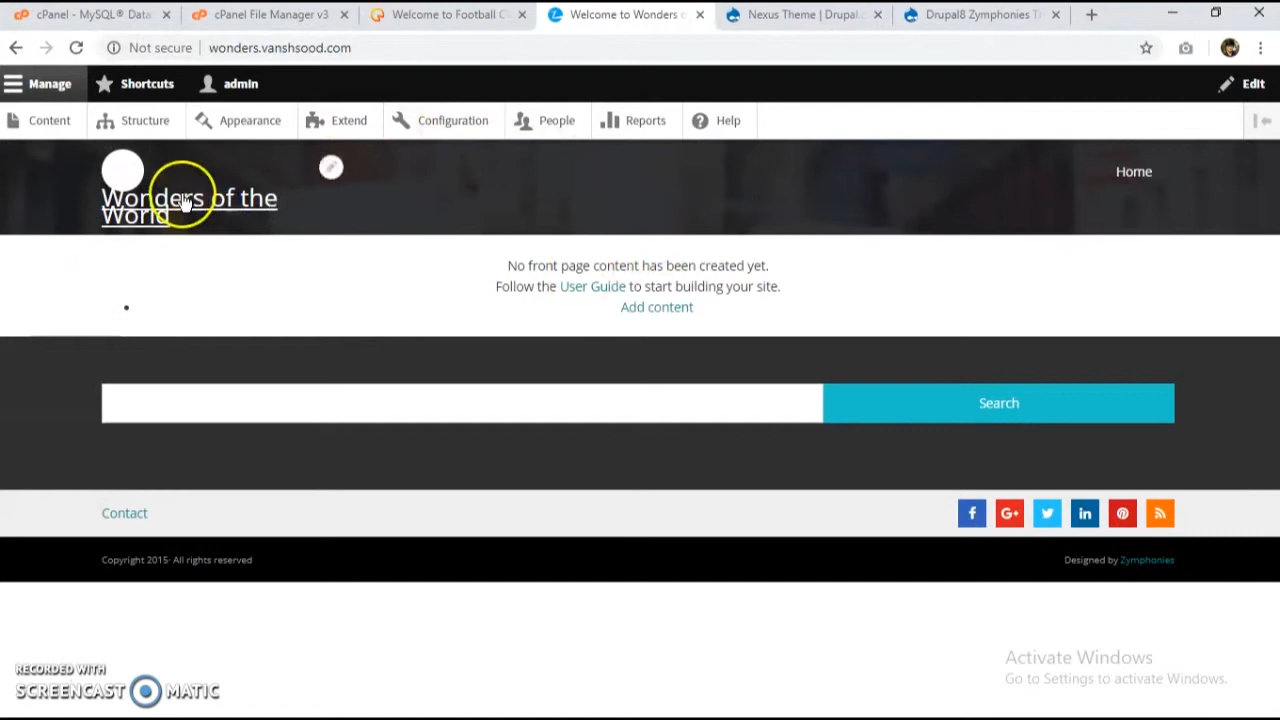 cPanel - MySQL® Data
cPanel File Manager v3
Welcome to Football C
Welcome to Wonders o
Nexus Theme | Drupal.c
Drupal8 Zymphonies T
Not secure
wonders.vanshsood.com
Manage
Shortcuts
admin
Edit
Content
Structure
Appearance
Extend
Configuration
People
Reports
Help
Home
Wonders of the
World
No front page content has been created yet.
Follow the User Guide to start building your site.
Add content
Search
Contact
Copyright 2015- All rights reserved
Designed by Zymphonies
Activate Windows
Go to Settings to activate Windows.
RECORDED WITH
SCREENCAST MATIC